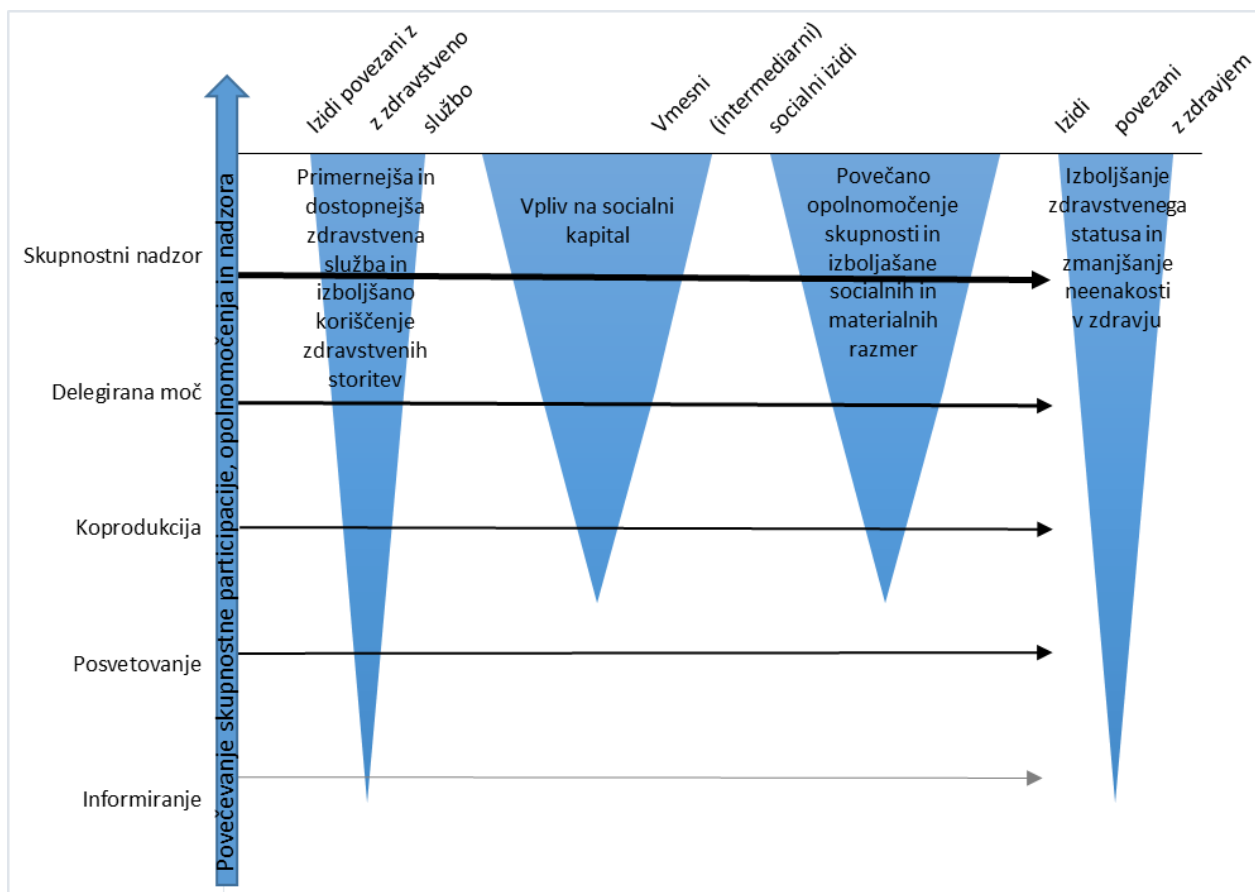 Izidi povezani z
z zdravstveno
službo
Vmesni
(intermediarni)
socialni izidi
Izidi
povezani
z zdravjem
Povečevanje skupnostne participacije, opolnomočenja in nadzora
Primernejša in
dostopnejša
zdravstvena
služba in
izboljšano
koriščenje
zdravstvenih
storitev
Vpliv na socialni
kapital
Povečano
opolnomočenje
skupnosti in
izboljašane
socialnih in
materialnih
razmer
Izboljšanje
zdravstvenega
statusa in
zmanjšanje
neenakosti
v zdravju
Skupnostni nadzor
Delegirana moč
Koprodukcija
Posvetovanje
Informiranje